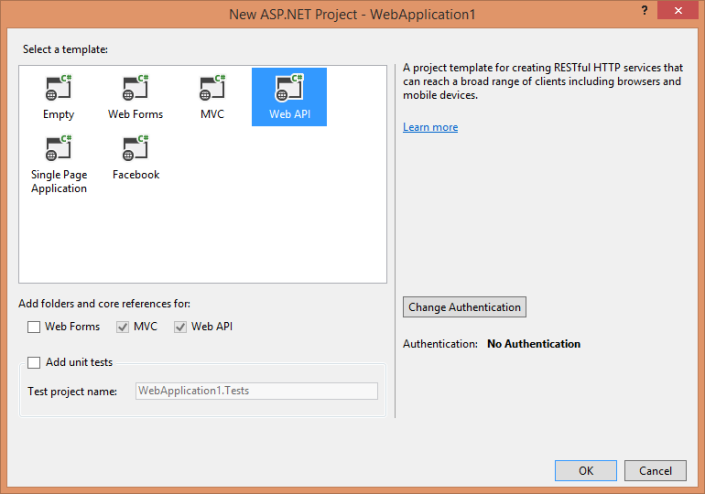 New ASP.NET Project - WebApplication1
?
Select a template:
C#
C#
C#
C#
Empty
Web Forms
MVC
Web API
C#
C#
Single Page
Application
Facebook
A project template for creating RESTful HTTP services that
can reach a broad range of clients including browsers and
mobile devices.
Learn more
Add folders and core references for:
Web Forms
MVC
Web API
Add unit tests
Test project name:
WebApplication1.Tests
Change Authentication
Authentication: No Authentication
OK
Cancel